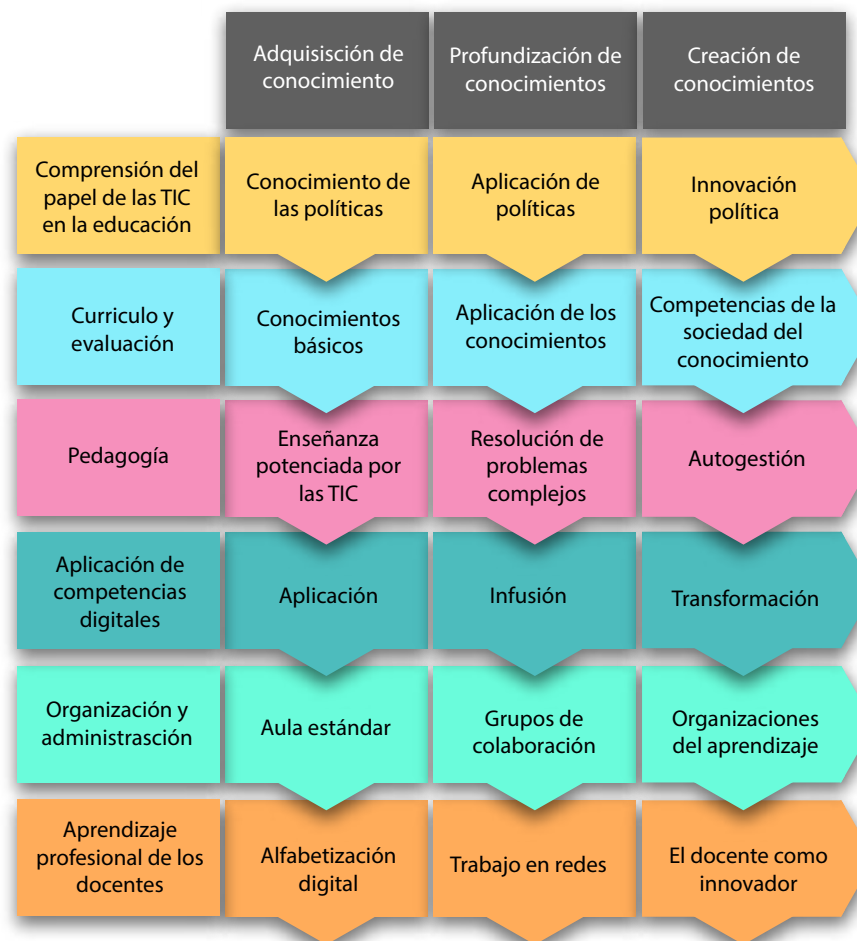 Adquisisción de
conocimiento
Profundización de
conocimientos
Creación de
conocimientos
Comprensión del
papel de las TIC
en la educación
Conocimiento de
las políticas
Aplicación de
políticas
Innovación
política
Curriculo y
evaluación
Conocimientos
básicos
Aplicación de los
conocimientos
Competencias de la
sociedad del
conocimiento
Pedagogía
Enseñanza
potenciada por
las TIC
Resolución de
problemas
complejos
Autogestión
Aplicación de
competencias
digitales
Aplicación
Infusión
Transformación
Organización y
administrasción
Aula estándar
Grupos de
colaboración
Organizaciones
del aprendizaje
Aprendizaje
profesional de los
docentes
Alfabetización
digital
Trabajo en redes
El docente como
innovador